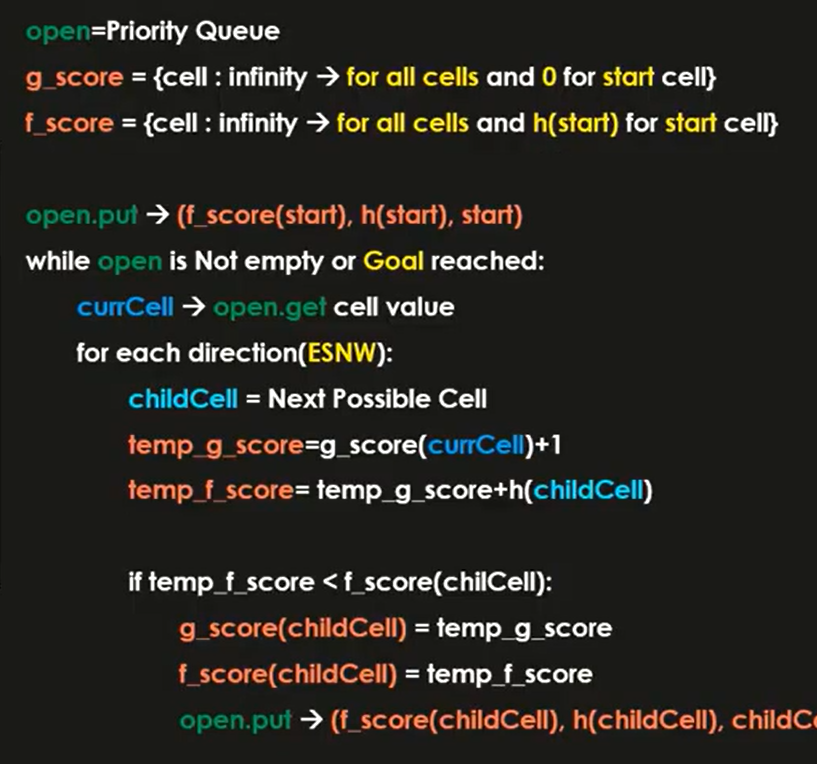 open=Priority Queue
g_score = {cell : infinity → for all cells and 0 for start cell}
f_score = {cell : infinity → for all cells and h(start) for start cell}
open.put → (f_score(start), h(start), start)
while open is Not empty or Goal reached:
currCell → open.get cell value
for each direction(ESNW):
childCell = Next Possible Cell
temp_g_score=g_score(currCell)+1
temp_f_score= temp_g_score+h(childCell)
if temp_f_score < f_score(chilCell):
g_score(childCell) = temp_g_score
f_score(childCell) = temp_f_score
open.put → (f_score(childCell), h(childCell),